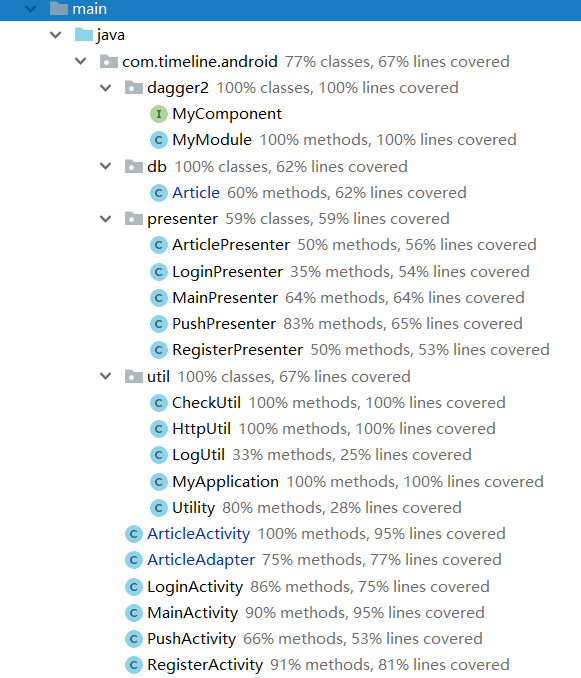 main
java
com.timeline.android 77% classes, 67% lines covered
dagger2 100% classes, 100% lines covered
I MyComponent
C MyModule 100% methods, 100% lines covered
db 100% classes, 62% lines covered
C Article 60% methods, 62% lines covered
presenter 59% classes, 59% lines covered
C ArticlePresenter 50% methods, 56% lines covered
C LoginPresenter 35% methods, 54% lines covered
C MainPresenter 64% methods, 64% lines covered
C PushPresenter 83% methods, 65% lines covered
C RegisterPresenter 50% methods, 53% lines covered
util 100% classes, 67% lines covered
C CheckUtil 100% methods, 100% lines covered
C HttpUtil 100% methods, 100% lines covered
C LogUtil 33% methods, 25% lines covered
C MyApplication 100% methods, 100% lines covered
C Utility 80% methods, 28% lines covered
C ArticleActivity 100% methods, 95% lines covered
C ArticleAdapter 75% methods, 77% lines covered
C LoginActivity 86% methods, 75% lines covered
C MainActivity 90% methods, 95% lines covered
C PushActivity 66% methods, 53% lines covered
C RegisterActivity 91% methods, 81% lines covered